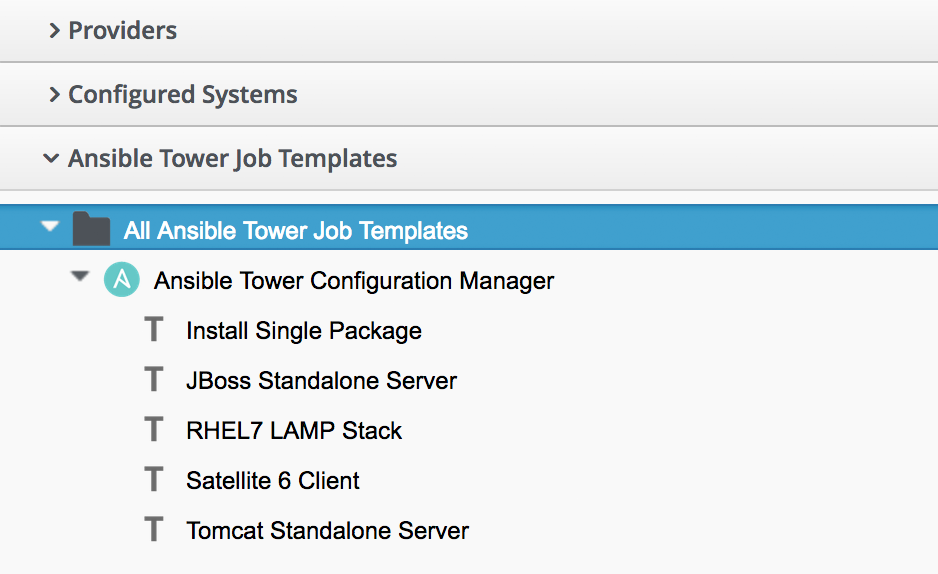 Providers
Configured Systems
Ansible Tower Job Templates
All Ansible Tower Job Templates
A Ansible Tower Configuration Manager
T Install Single Package
T JBoss Standalone Server
T RHEL7 LAMP Stack
T Satellite 6 Client
T Tomcat Standalone Server